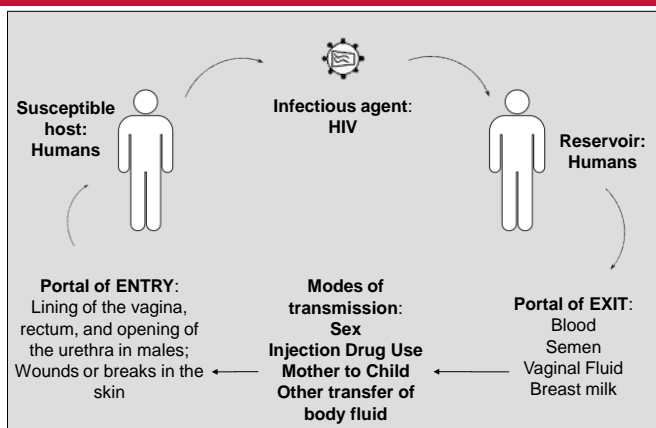 Infectious agent:
HIV
Susceptible
host:
Humans
Reservoir:
Humans
Portal of ENTRY:
Lining of the vagina,
rectum, and opening of
the urethra in males;
Wounds or breaks in the
skin
Modes of
transmission:
Sex
Injection Drug Use
Mother to Child
Other transfer of
body fluid
Portal of EXIT:
Blood
Semen
Vaginal Fluid
Breast milk